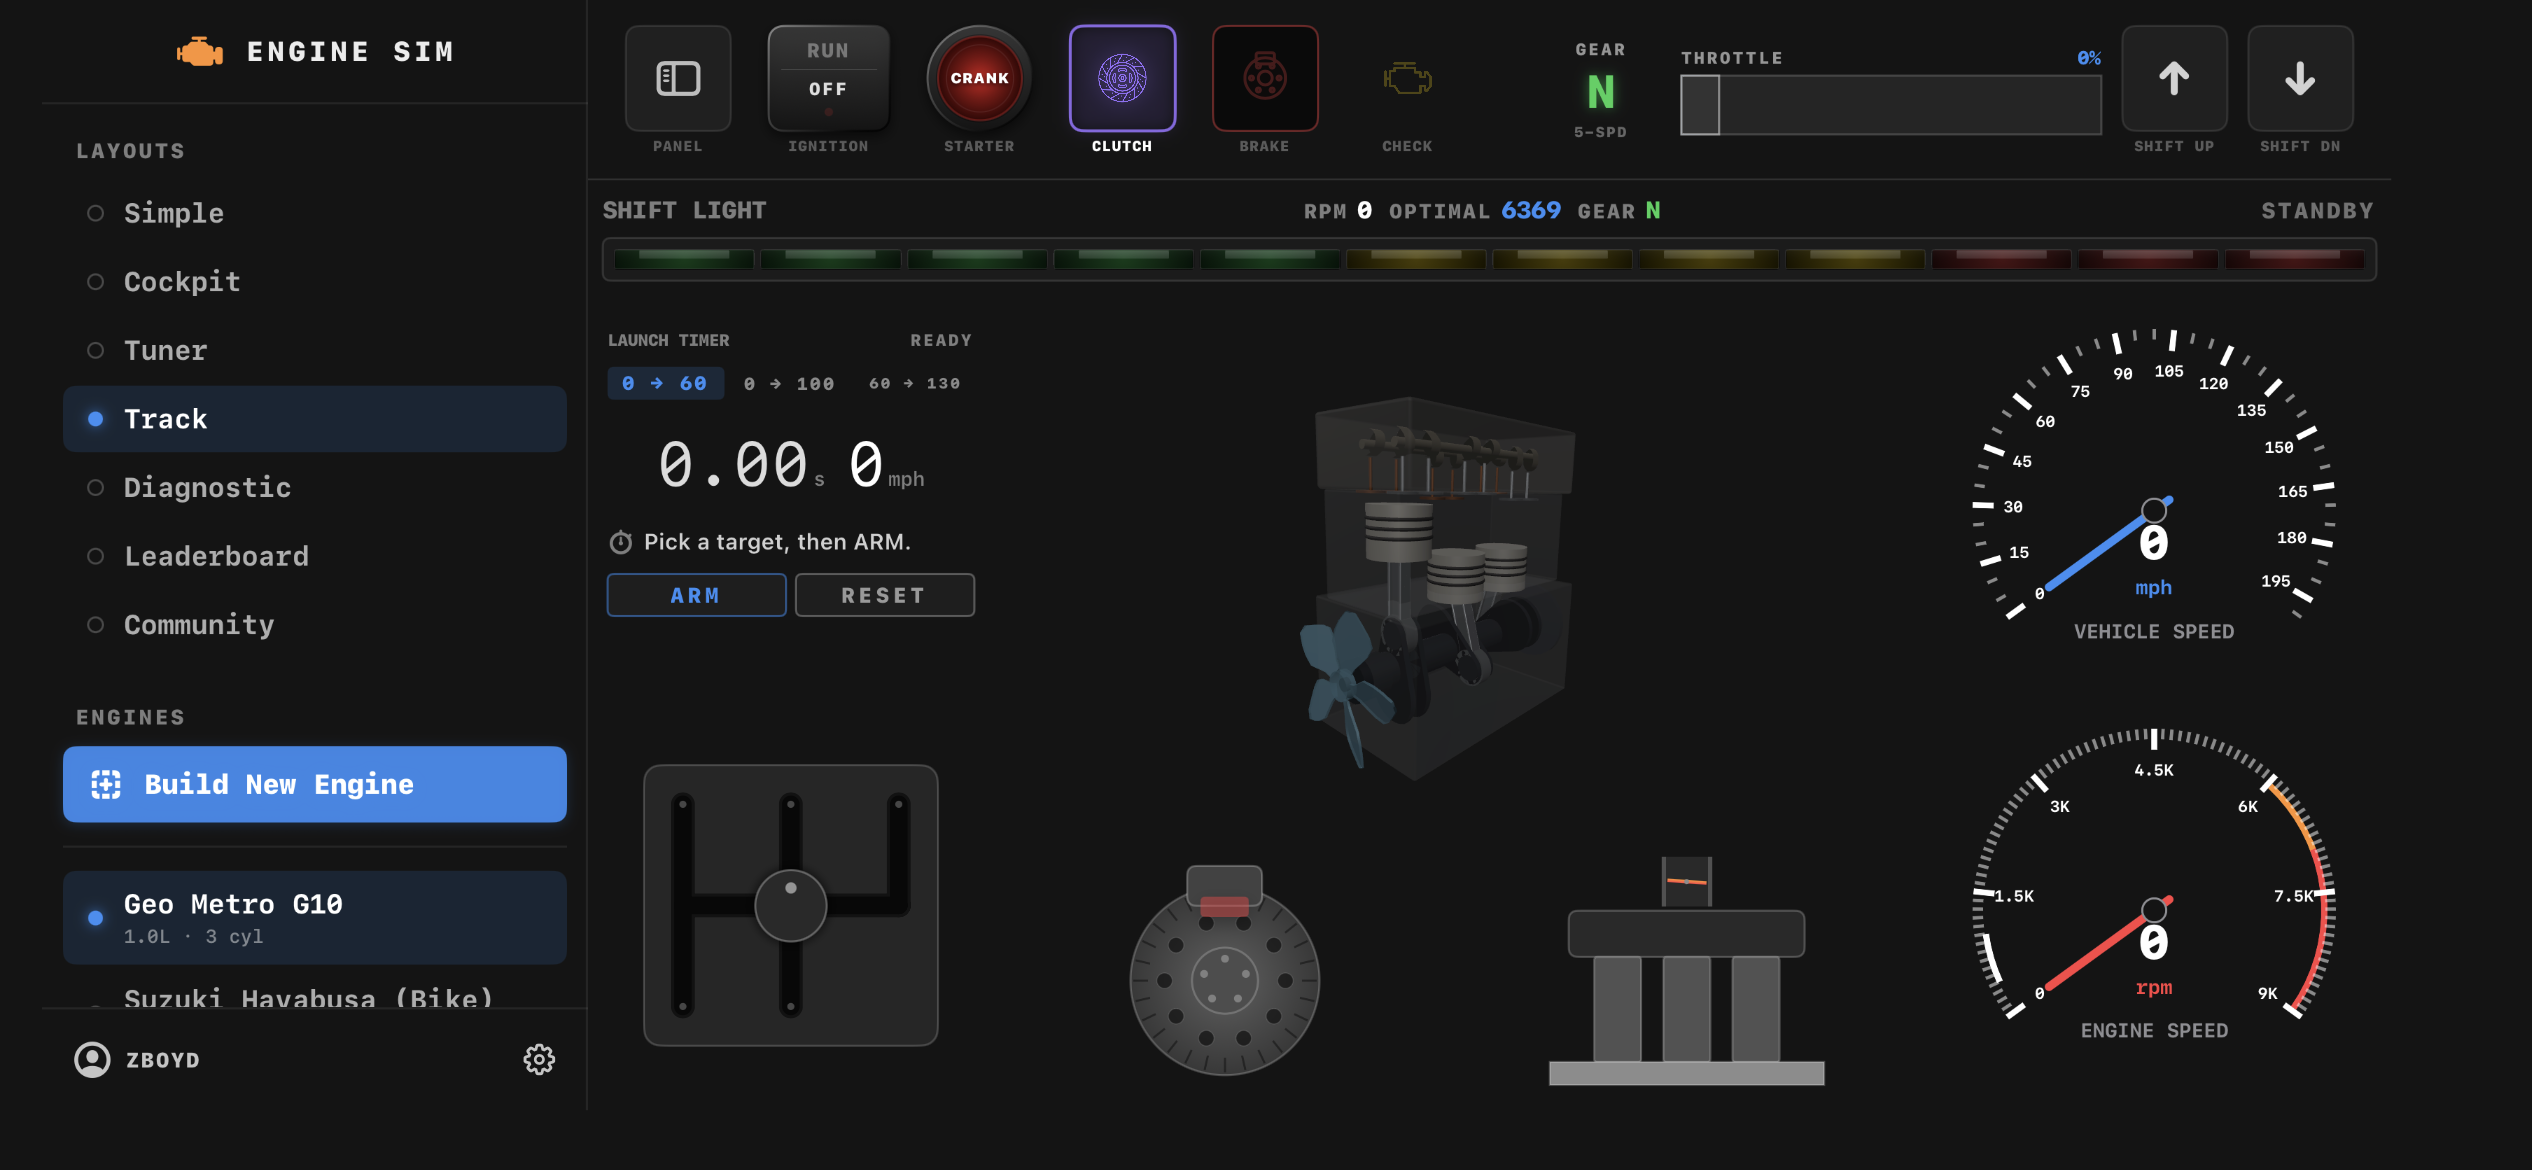 ENGINE SIM
LAYOUTS
Simple
Cockpit
Tuner
Track
Diagnostic
Leaderboard
Community
ENGINES
Build New Engine
Geo Metro G10
1.0L · 3 cyl
Suzuki Hayabusa (Bike)
ZBOYD
PANEL
RUN
OFF
IGNITION
CRANK
STARTER
CLUTCH
BRAKE
CHECK
GEAR
N
5-SPD
THROTTLE 0%
SHIFT UP
SHIFT DN
SHIFT LIGHT RPM 0 OPTIMAL 6369 GEAR N STANDBY
LAUNCH TIMER READY
0 → 60 0 → 100 60 → 130
0.00 s 0 mph
Pick a target, then ARM.
ARM RESET
0
15
30
45
60
75
90
105
120
135
150
165
180
195
0
mph
VEHICLE SPEED
0
1.5K
3K
4.5K
6K
7.5K
9K
0
rpm
ENGINE SPEED